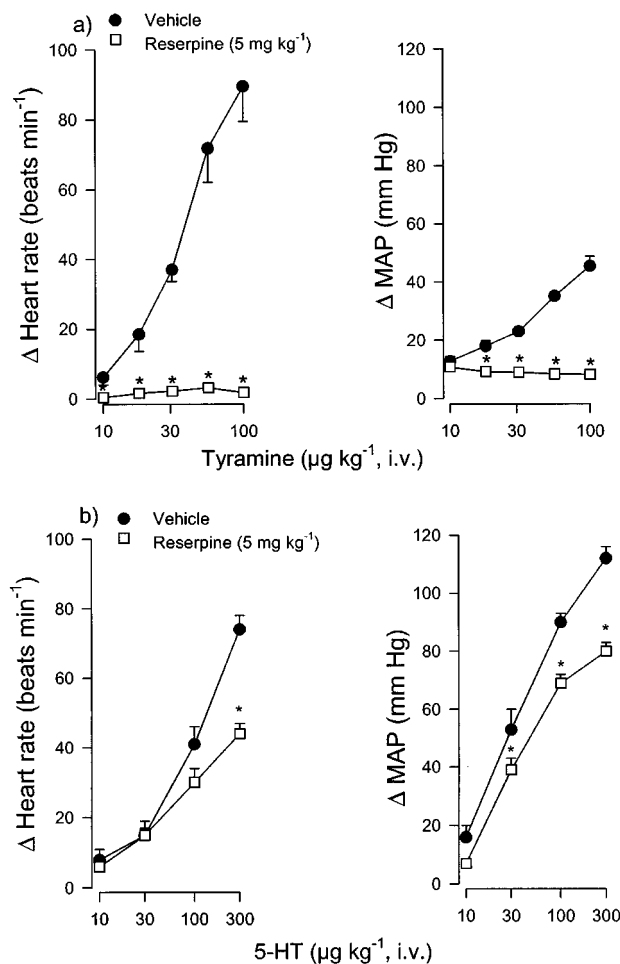 a)
● Vehicle
□ Reserpine (5 mg kg⁻¹)
Δ Heart rate (beats min⁻¹)
100
80
60
40
20
0
* * * * *
10 30 100
Δ MAP (mm Hg)
120
100
80
60
40
20
0
* * * *
10 30 100
Tyramine (µg kg⁻¹, i.v.)
b)
● Vehicle
□ Reserpine (5 mg kg⁻¹)
Δ Heart rate (beats min⁻¹)
100
80
60
40
20
0
*
10 30 100 300
Δ MAP (mm Hg)
120
100
80
60
40
20
0
* * *
10 30 100 300
5-HT (µg kg⁻¹, i.v.)